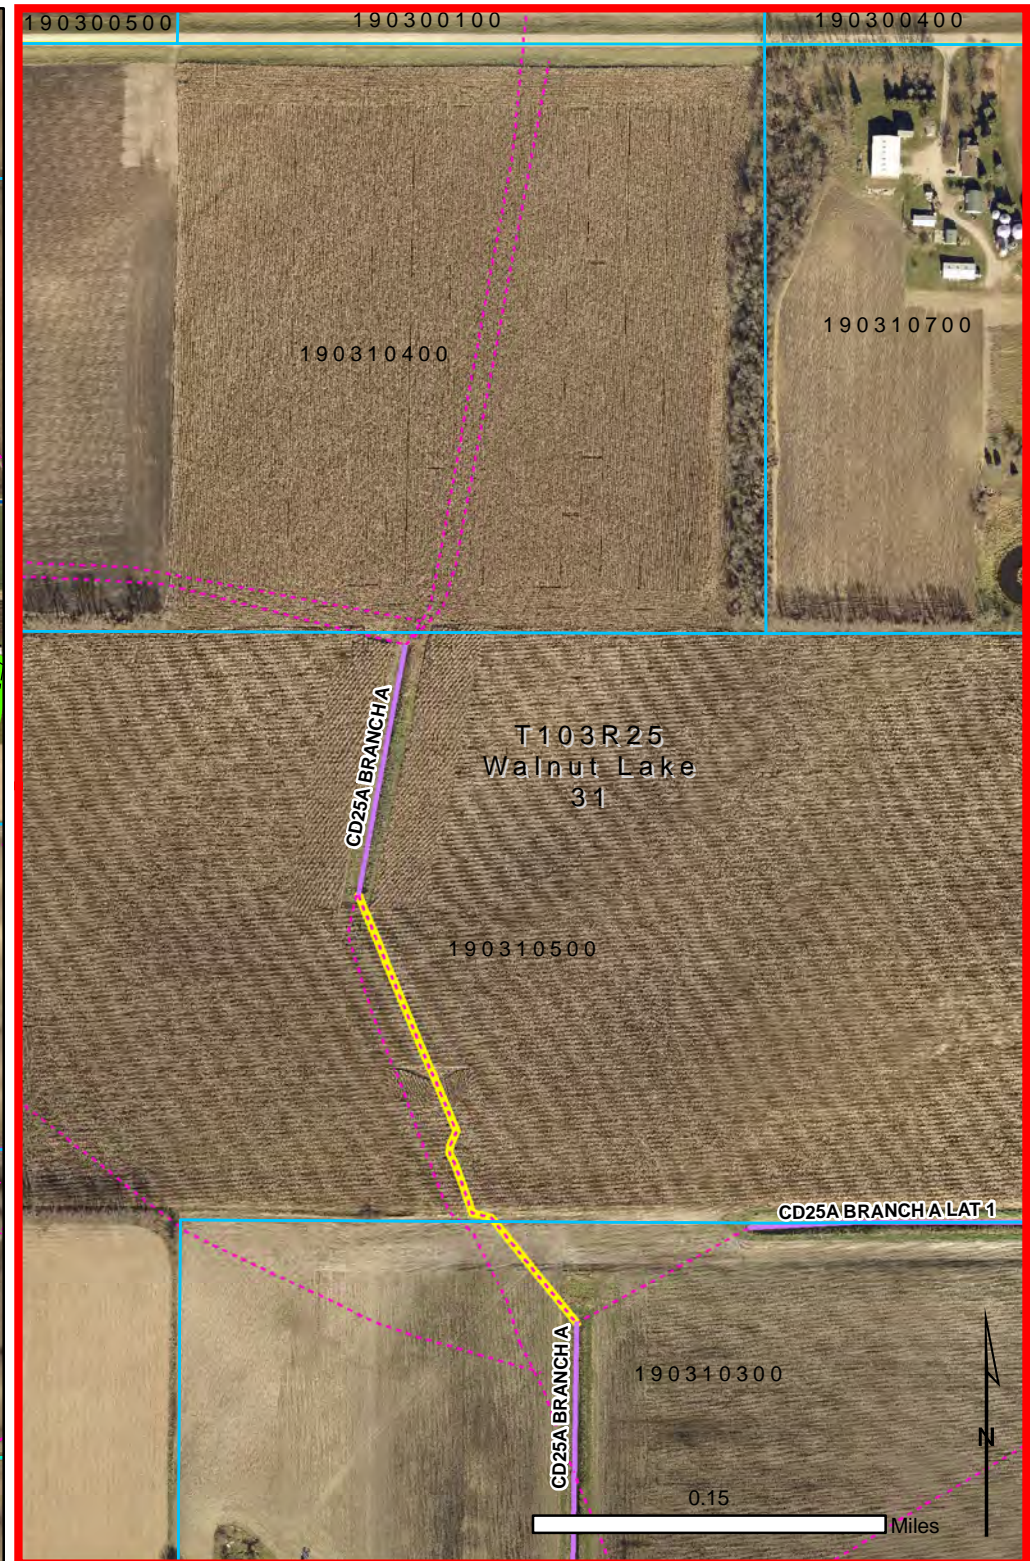 190300500
190300100
190300400
190310400
190310700
CD25A BRANCH A
T103R25
Walnut Lake
31
190310500
CD25A BRANCH A LAT 1
CD25A BRANCH A
190310300
N
0.15
Miles